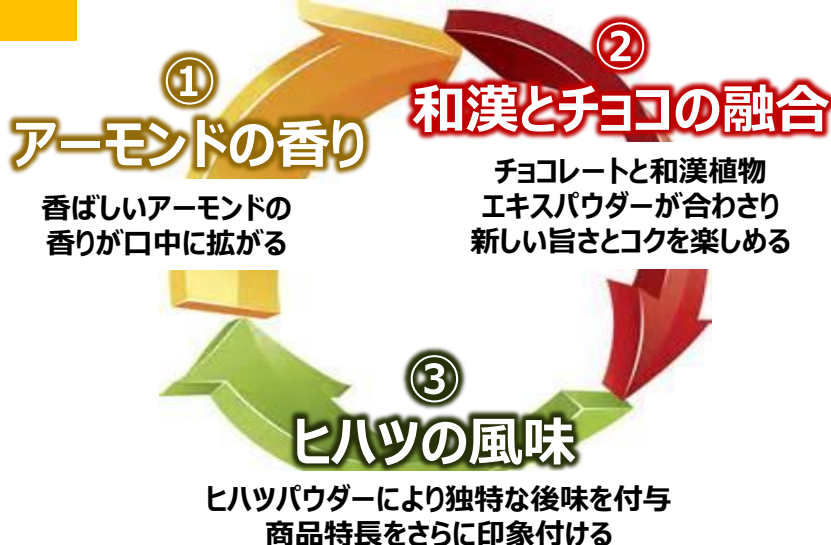 ①
アーモンドの香り
香ばしいアーモンドの
香りが口中に拡がる
②
和漢とチョコの融合
チョコレートと和漢植物
エキスパウダーが合わさり
新しい旨さとコクを楽しめる
③
ヒハツの風味
ヒハツパウダーにより独特な後味を付与
商品特長をさらに印象付ける